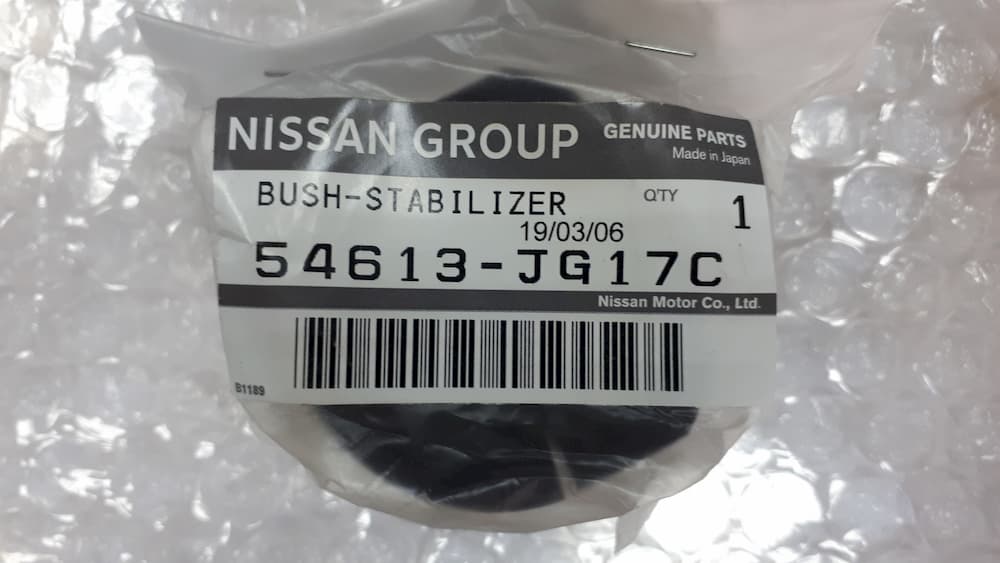 NISSAN GROUP GENUINE PARTS
Made in Japan
BUSH-STABILIZER Q'TY 1
19/03/06
54613-JG17C
Nissan Motor Co., Ltd.
B1189